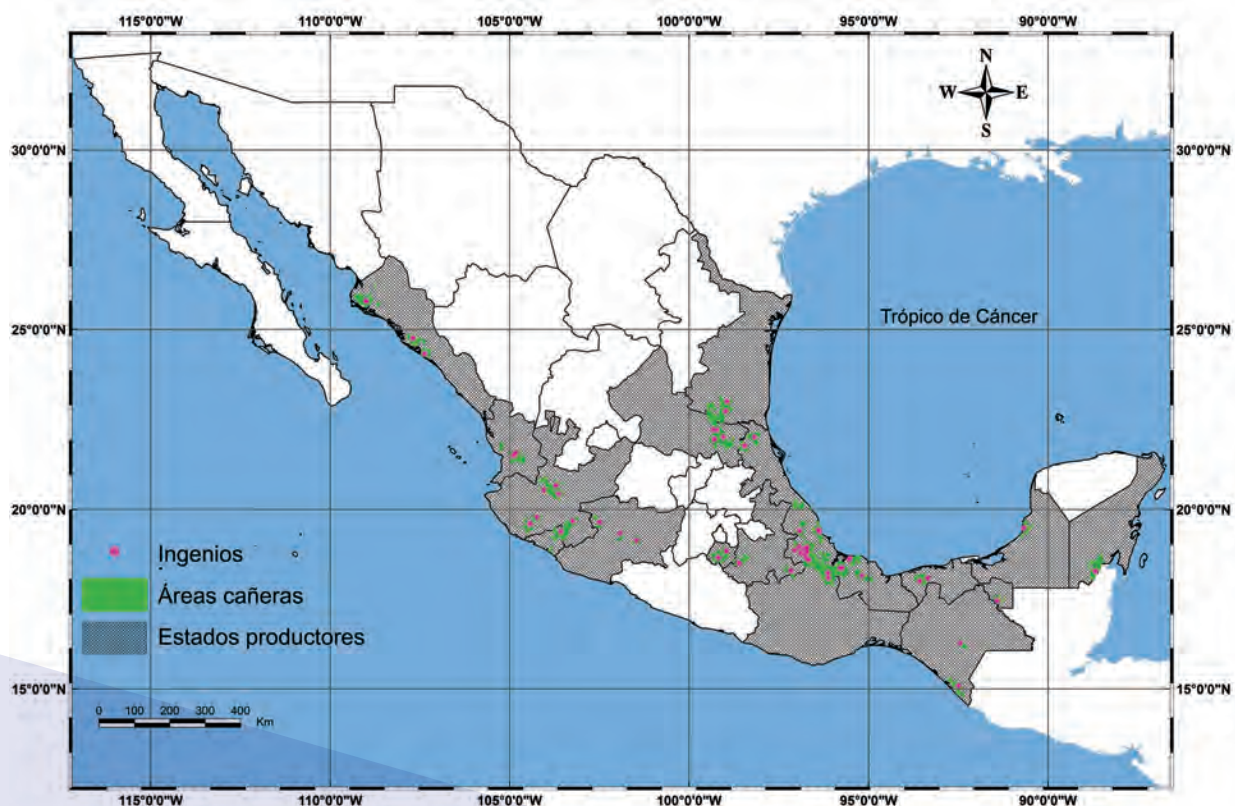 115°0'0"W 110°0'0"W 105°0'0"W 100°0'0"W 95°0'0"W 90°0'0"W
N
W E
S
30°0'0"N 30°0'0"N
25°0'0"N 25°0'0"N
Trópico de Cáncer
20°0'0"N 20°0'0"N
Ingenios
Áreas cañeras
Estados productores
15°0'0"N 15°0'0"N
0 100 200 300 400
Km
115°0'0"W 110°0'0"W 105°0'0"W 100°0'0"W 95°0'0"W 90°0'0"W